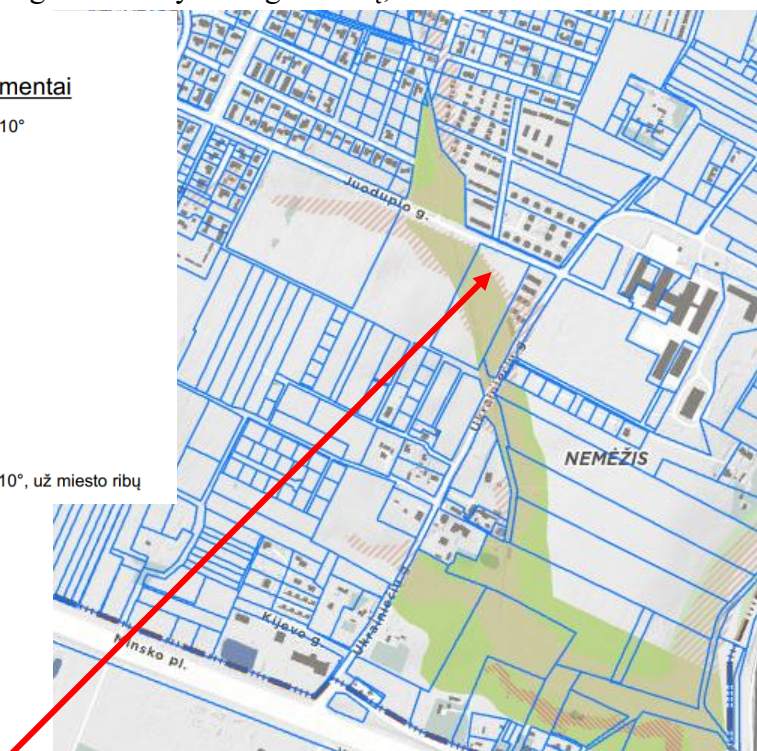 mentai
10°
10°, už miesto ribų
Juodupio g.
Ukrainiečių g.
NEMĖŽIS
Ukrainiečių g.
Kijevo g.
Minsko pl.